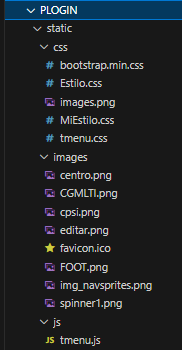 PLOGIN
static
css
bootstrap.min.css
Estilo.css
images.png
MiEstilo.css
tmenu.css
images
centro.png
CGMLTI.png
cpsi.png
editar.png
favicon.ico
FOOT.png
img_navsprites.png
spinner1.png
js
JS tmenu.js